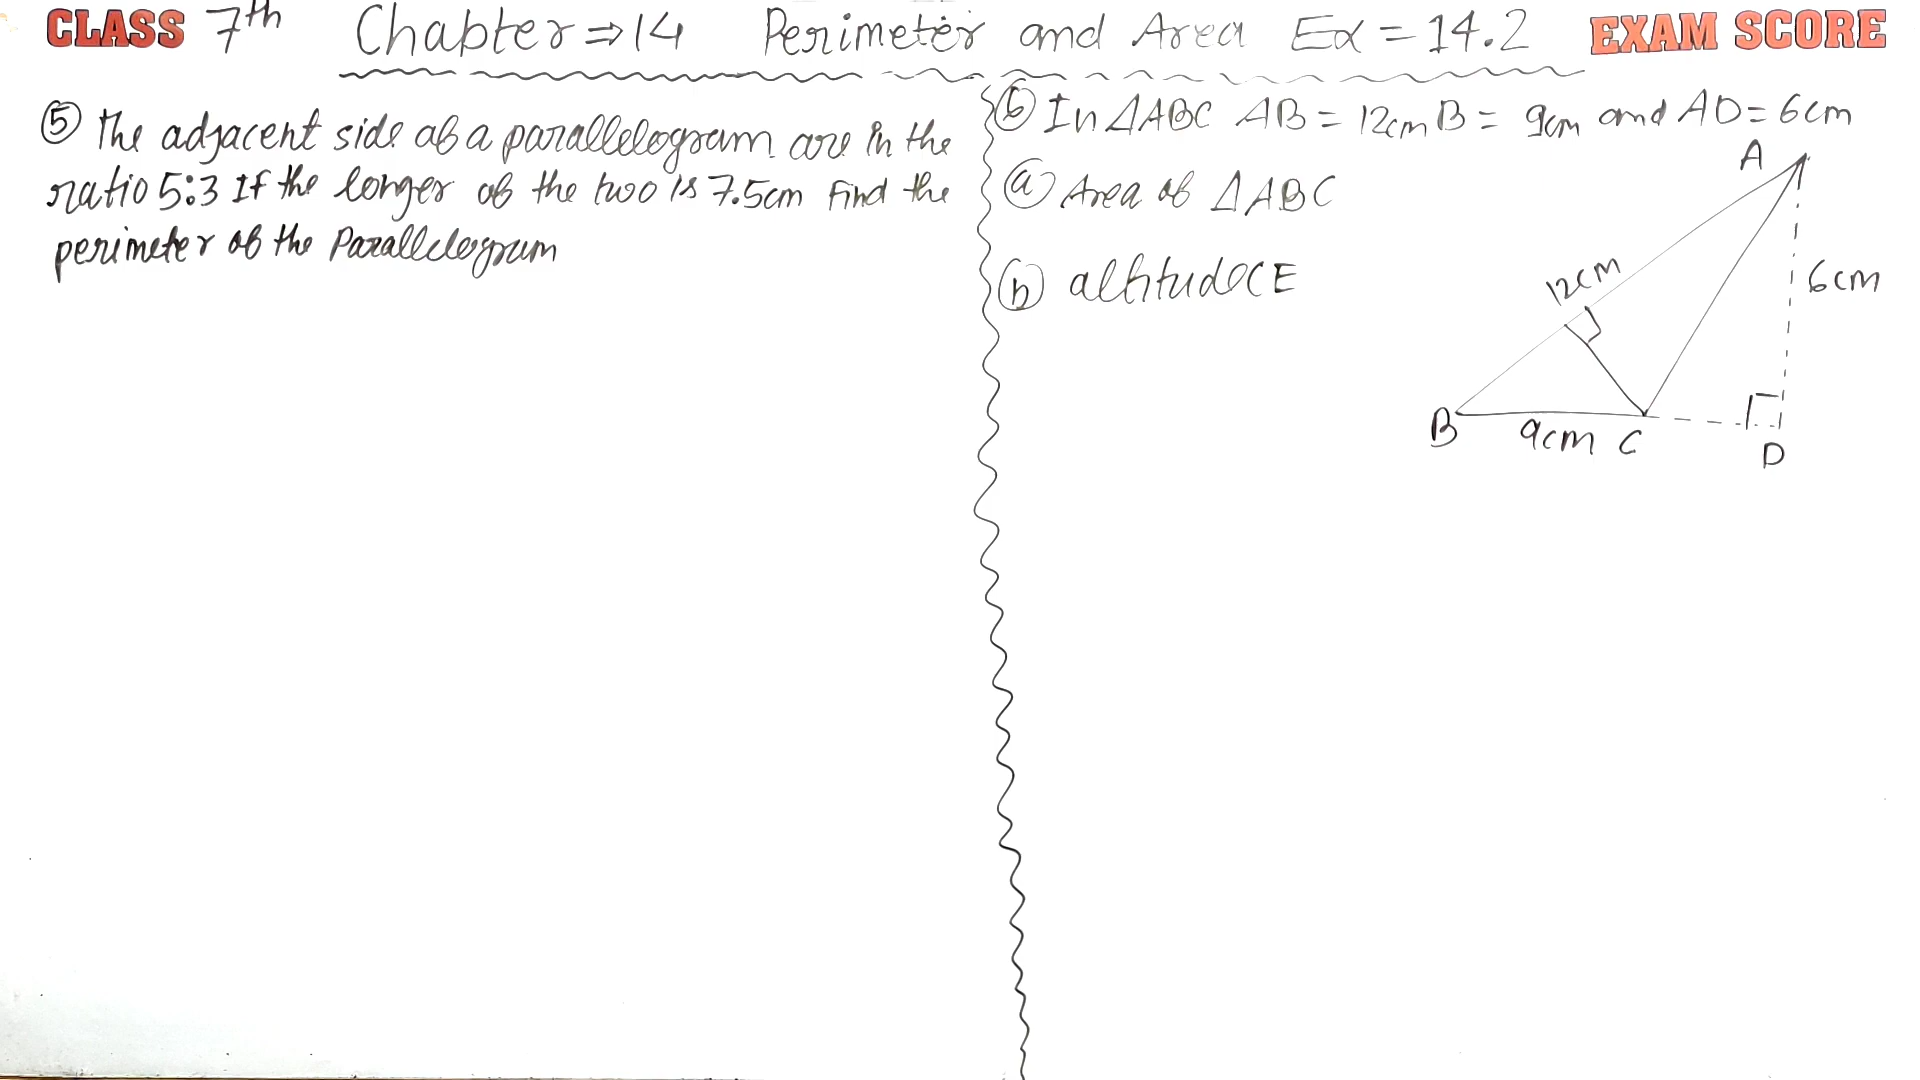 CLASS 7th Chapter⇒14 Perimeter and Area Ex = 14.2 EXAM SCORE
⑤ The adjacent side of a parallelogram are in the
ratio 5:3 If the longer of the two is 7.5cm Find the
perimeter of the Parallelogram
⑥ In ΔABC AB = 12cm B = 9cm and AD = 6cm
ⓐ Area of ΔABC
ⓑ altitude CE
A
12cm
6cm
B
9cm
C
D